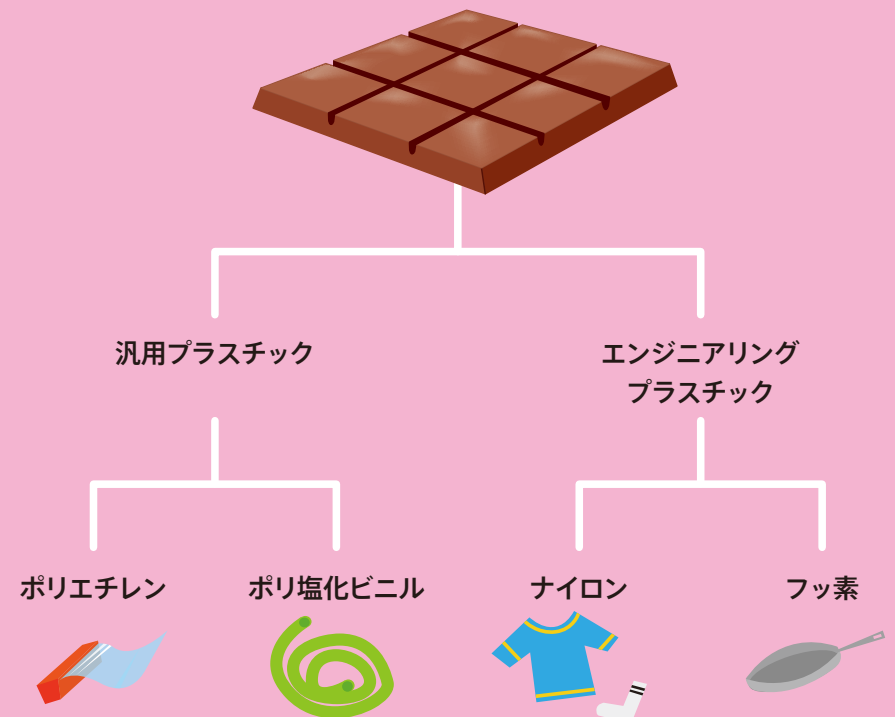 汎用プラスチック
エンジニアリング
プラスチック
ポリエチレン
ポリ塩化ビニル
ナイロン
フッ素